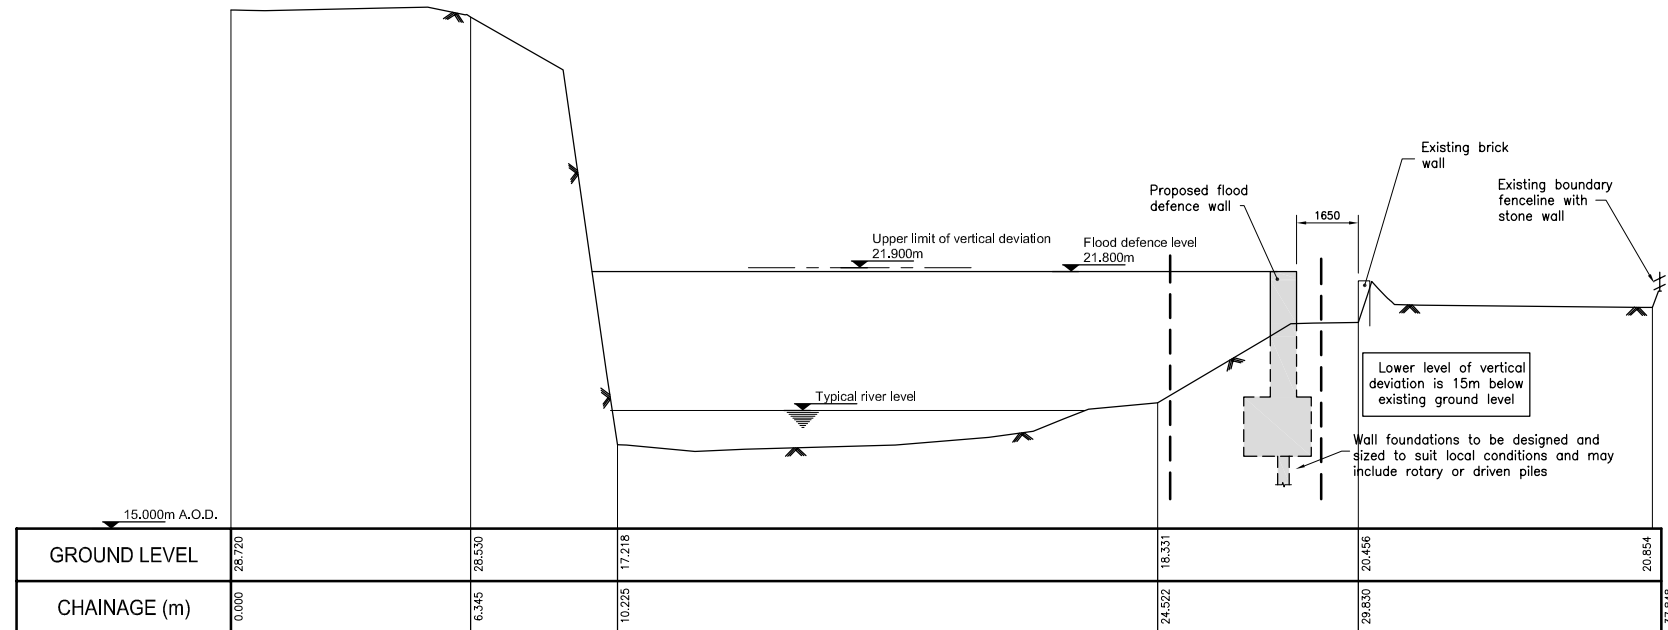 Existing brick
wall
Existing boundary
fenceline with
stone wall
Proposed flood
defence wall
1650
Upper limit of vertical deviation
21.900m
Flood defence level
21.800m
Typical river level
Lower level of vertical
deviation is 15m below
existing ground level
Wall foundations to be designed and
sized to suit local conditions and may
include rotary or driven piles
15.000m A.O.D.
GROUND LEVEL
28.720
28.530
17.218
18.331
20.456
20.854
CHAINAGE (m)
0.000
6.345
10.225
24.522
29.830